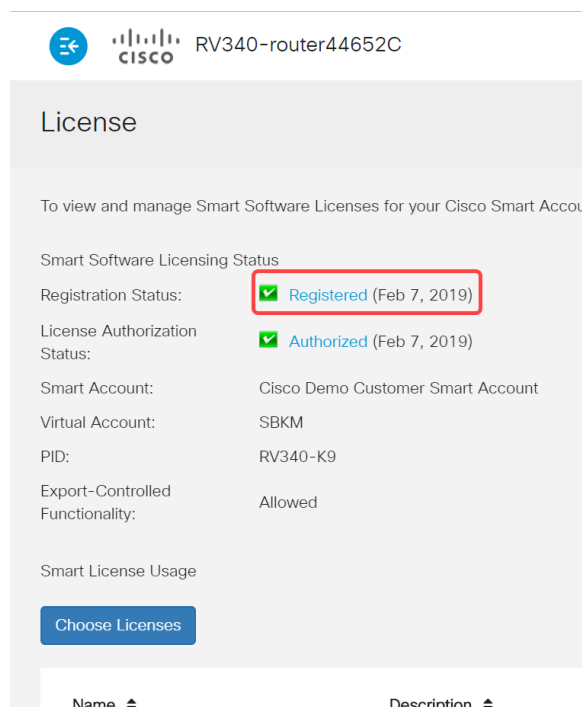 CISCO RV340-router44652C
License
To view and manage Smart Software Licenses for your Cisco Smart Accou
Smart Software Licensing Status
Registration Status: Registered (Feb 7, 2019)
License Authorization
Status: Authorized (Feb 7, 2019)
Smart Account: Cisco Demo Customer Smart Account
Virtual Account: SBKM
PID: RV340-K9
Export-Controlled
Functionality: Allowed
Smart License Usage
Choose Licenses
Name Description